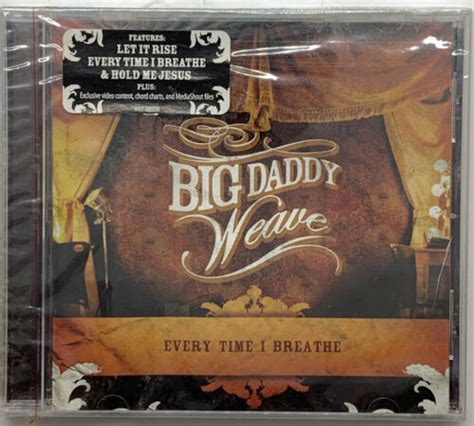 FEATURES:
LET IT RISE
EVERY TIME I BREATHE
& HOLD ME JESUS
PLUS:
Exclusive video content, chord charts, and MediaShout files
BIG DADDY
Weave
EVERY TIME I BREATHE